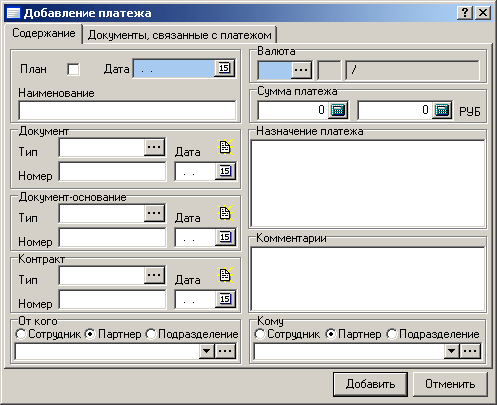 Добавление платежа
Содержание
Документы, связанные с платежом
План
Дата
. .
15
Наименование
Валюта
...
/
Сумма платежа
0
0
РУБ
Документ
Тип
...
Дата
Номер
. .
15
Назначение платежа
Документ-основание
Тип
...
Дата
Номер
. .
15
Комментарии
Контракт
Тип
...
Дата
Номер
. .
15
От кого
Сотрудник Партнер Подразделение
...
Кому
Сотрудник Партнер Подразделение
...
Добавить
Отменить